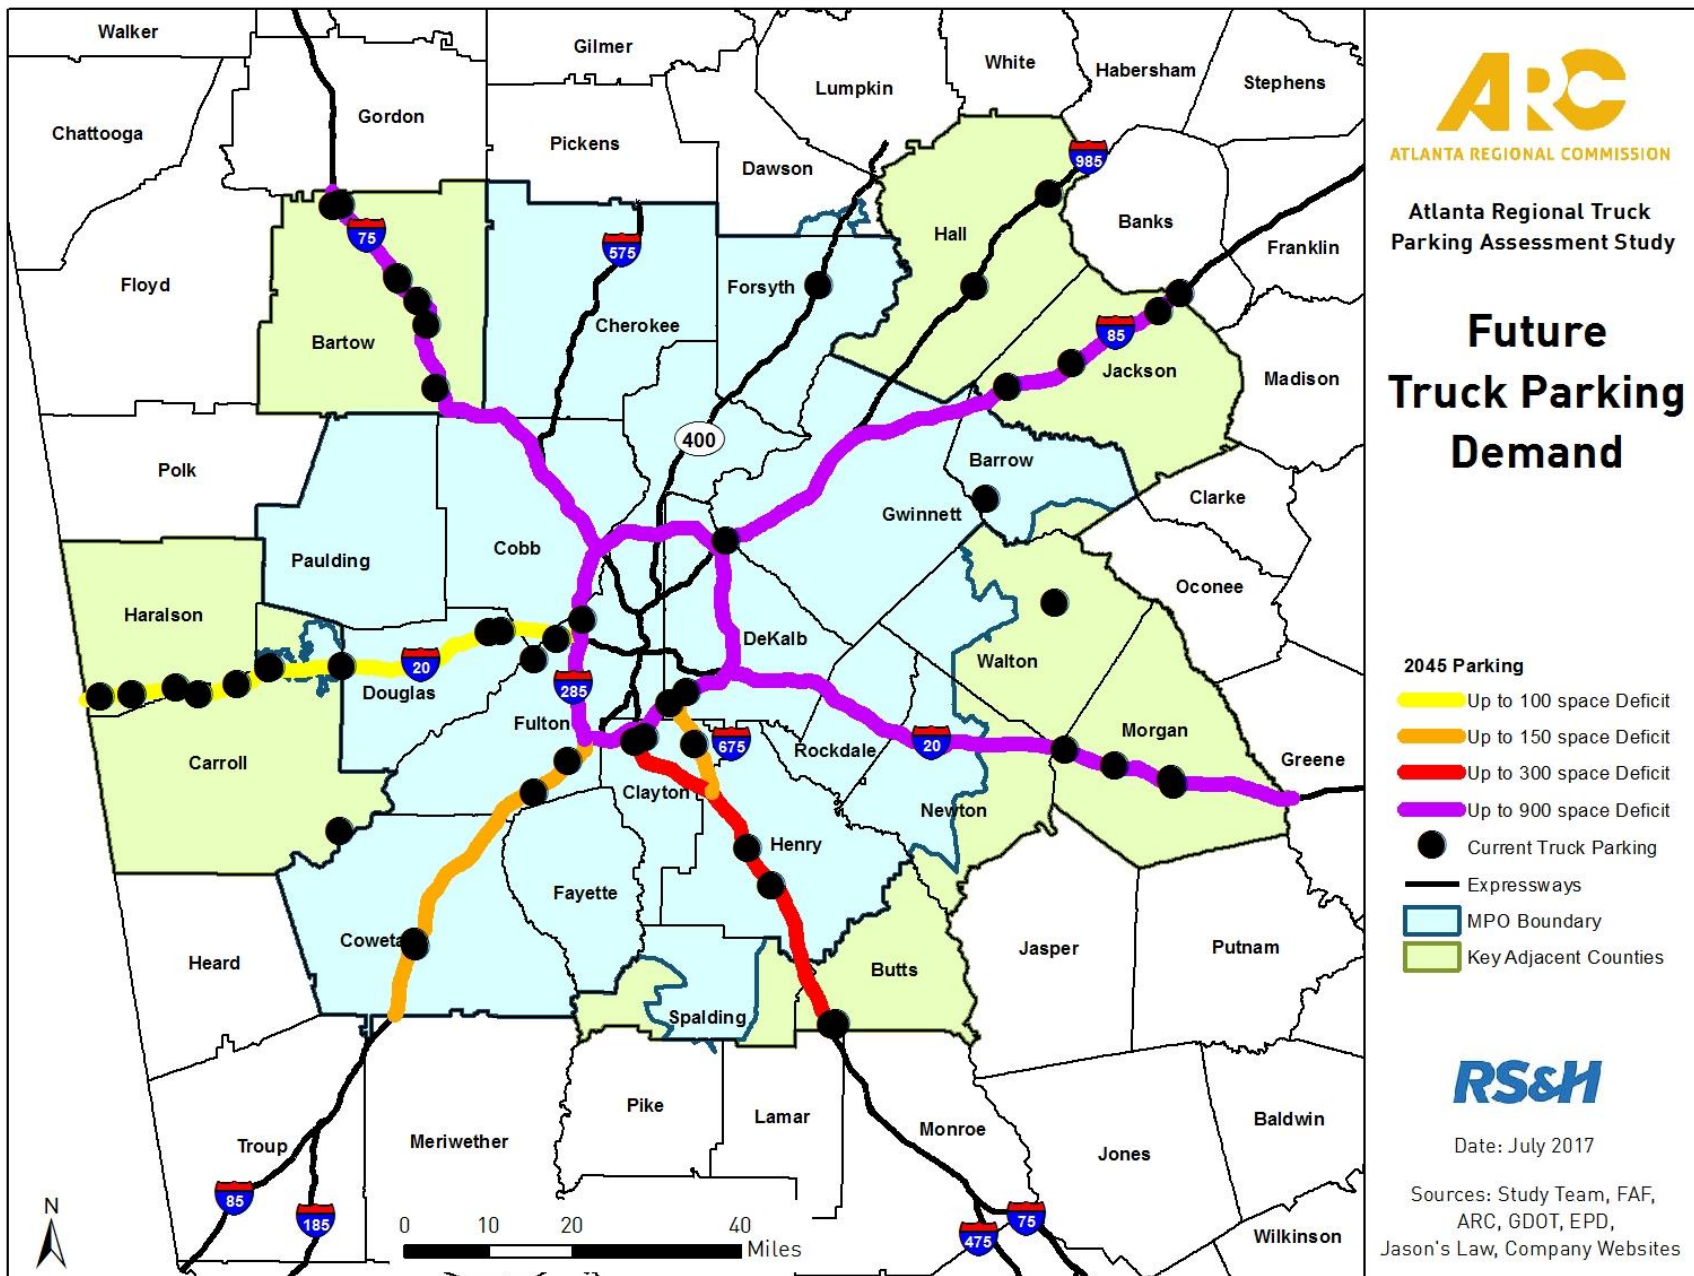 Walker
Gilmer
White
Habersham
Stephens
Lumpkin
Gordon
Chattooga
Pickens
Dawson
985
Banks
Hall
Franklin
75
575
Floyd
Forsyth
Cherokee
85
Bartow
Jackson
Madison
400
Polk
Barrow
Clarke
Gwinnett
Cobb
Paulding
Oconee
Haralson
DeKalb
Walton
20
Douglas
285
Fulton
Morgan
675
Rockdale
20
Greene
Carroll
Clayton
Newton
Henry
Fayette
Coweta
Heard
Jasper
Putnam
Butts
Spalding
Pike
Lamar
Baldwin
Monroe
Troup
Meriwether
Jones
85
185
75
475
Wilkinson
N
0 10 20 40
Miles
ARC
ATLANTA REGIONAL COMMISSION
Atlanta Regional Truck
Parking Assessment Study
Future
Truck Parking
Demand
2045 Parking
Up to 100 space Deficit
Up to 150 space Deficit
Up to 300 space Deficit
Up to 900 space Deficit
Current Truck Parking
Expressways
MPO Boundary
Key Adjacent Counties
RS&H
Date: July 2017
Sources: Study Team, FAF,
ARC, GDOT, EPD,
Jason's Law, Company Websites